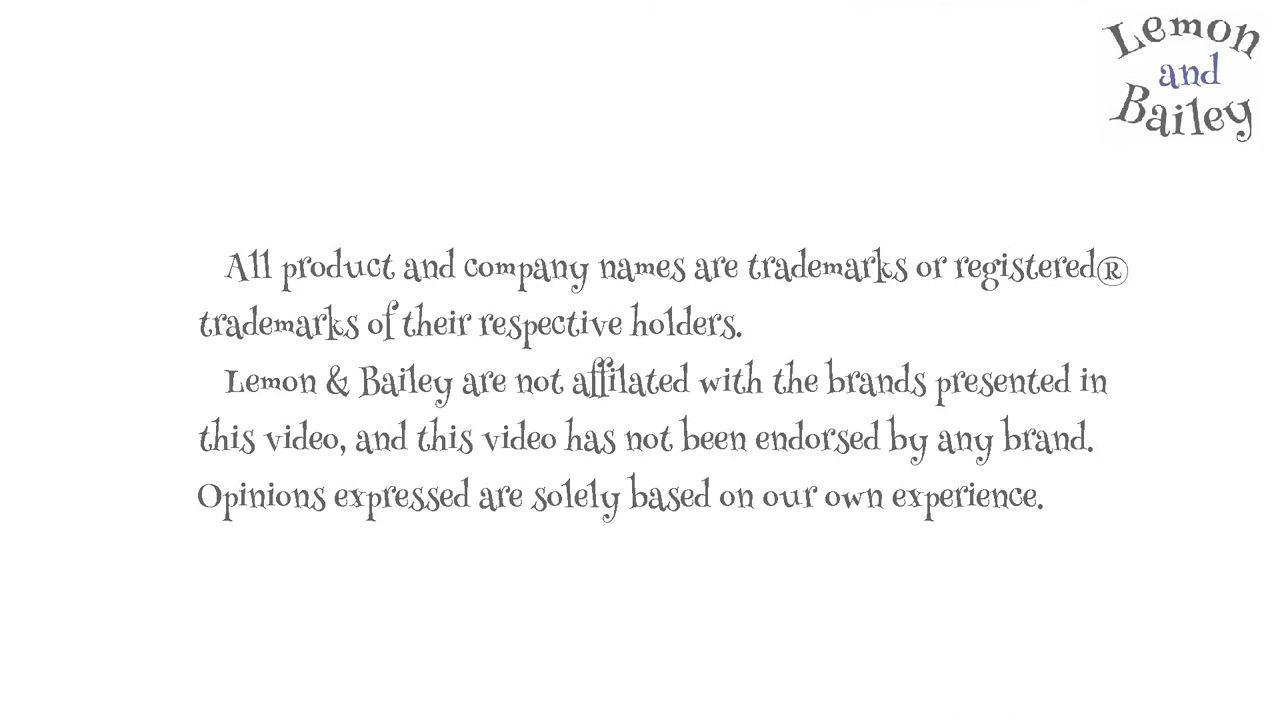 Lemon
and
Bailey
All product and company names are trademarks or registered®
trademarks of their respective holders.
Lemon & Bailey are not affilated with the brands presented in
this video, and this video has not been endorsed by any brand.
Opinions expressed are solely based on our own experience.